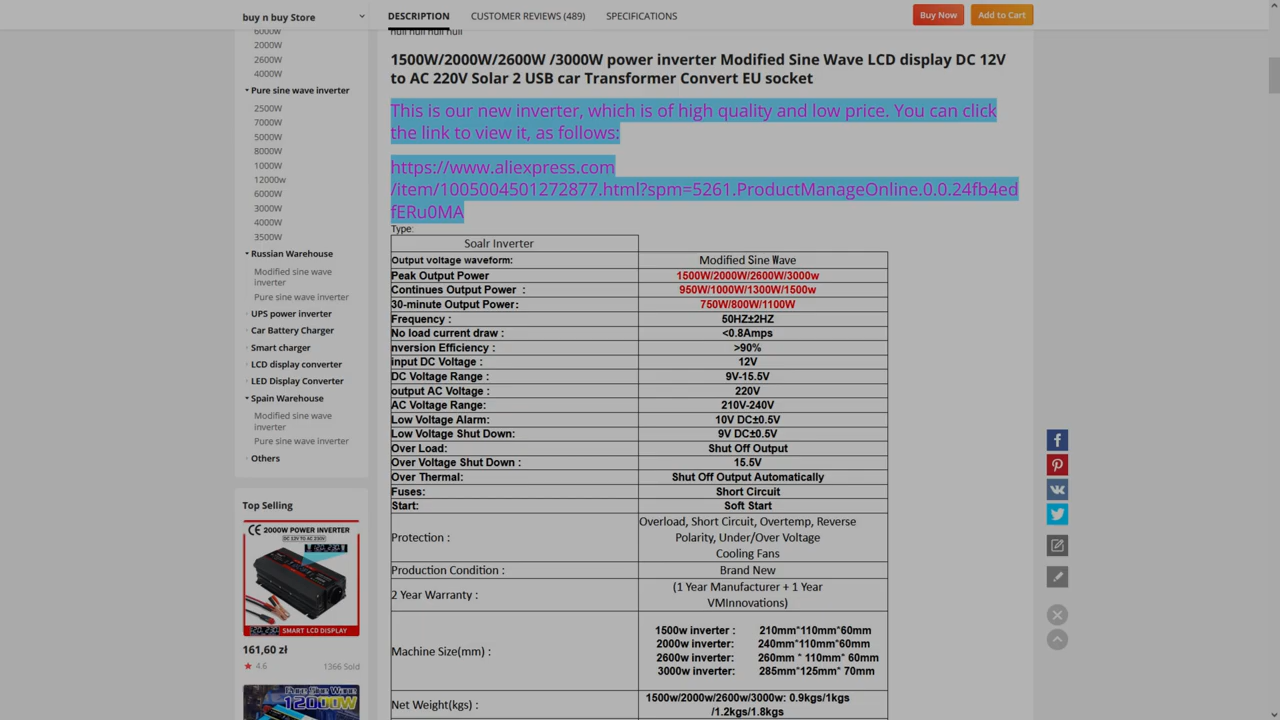 buy n buy Store
DESCRIPTION
CUSTOMER REVIEWS (489)
SPECIFICATIONS
Buy Now
Add to Cart
6000W
2000W
2600W
4000W
Pure sine wave inverter
2500W
7000W
5000W
8000W
1000W
12000w
6000W
3000W
4000W
3500W
Russian Warehouse
Modified sine wave
inverter
Pure sine wave inverter
UPS power inverter
Car Battery Charger
Smart charger
LCD display converter
LED Display Converter
Spain Warehouse
Modified sine wave
inverter
Pure sine wave inverter
Others
Top Selling
CE 2000W POWER INVERTER
DC 12V TO AC 220V
SMART LCD DISPLAY
161,60 zł
4.6
1366 Sold
Pure Sine Wave
12000W
null null null null
1500W/2000W/2600W /3000W power inverter Modified Sine Wave LCD display DC 12V
to AC 220V Solar 2 USB car Transformer Convert EU socket
This is our new inverter, which is of high quality and low price. You can click
the link to view it, as follows:
https://www.aliexpress.com
/item/1005004501272877.html?spm=5261.ProductManageOnline.0.0.24fb4ed
fERu0MA
Type:
Soalr Inverter
Output voltage waveform: Modified Sine Wave
Peak Output Power 1500W/2000W/2600W/3000w
Continues Output Power : 950W/1000W/1300W/1500w
30-minute Output Power: 750W/800W/1100W
Frequency : 50HZ±2HZ
No load current draw : <0.8Amps
nversion Efficiency : >90%
input DC Voltage : 12V
DC Voltage Range : 9V-15.5V
output AC Voltage : 220V
AC Voltage Range: 210V-240V
Low Voltage Alarm: 10V DC±0.5V
Low Voltage Shut Down: 9V DC±0.5V
Over Load: Shut Off Output
Over Voltage Shut Down : 15.5V
Over Thermal: Shut Off Output Automatically
Fuses: Short Circuit
Start: Soft Start
Protection :
Overload, Short Circuit, Overtemp, Reverse
Polarity, Under/Over Voltage
Cooling Fans
Production Condition : Brand New
2 Year Warranty :
(1 Year Manufacturer + 1 Year
VMInnovations)
Machine Size(mm) :
1500w inverter : 210mm*110mm*60mm
2000w inverter: 240mm*110mm*60mm
2600w inverter: 260mm * 110mm* 60mm
3000w inverter: 285mm*125mm* 70mm
Net Weight(kgs) :
1500w/2000w/2600w/3000w: 0.9kgs/1kgs
/1.2kgs/1.8kgs